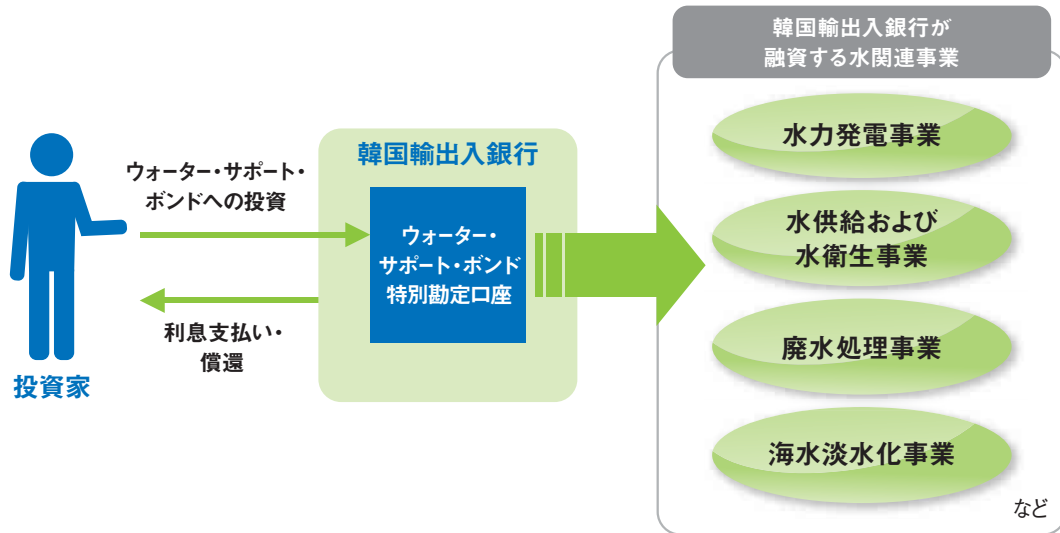 投資家
ウォーター・サポート・
ボンドへの投資
利息支払い・
償還
韓国輸出入銀行
ウォーター・
サポート・ボンド
特別勘定口座
韓国輸出入銀行が
融資する水関連事業
水力発電事業
水供給および
水衛生事業
廃水処理事業
海水淡水化事業
など